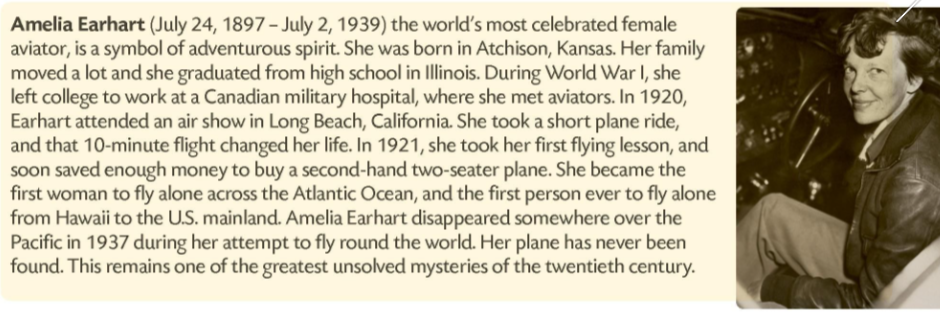 Amelia Earhart (July 24, 1897 – July 2, 1939) the world's most celebrated female
aviator, is a symbol of adventurous spirit. She was born in Atchison, Kansas. Her family
moved a lot and she graduated from high school in Illinois. During World War I, she
left college to work at a Canadian military hospital, where she met aviators. In 1920,
Earhart attended an air show in Long Beach, California. She took a short plane ride,
and that 10-minute flight changed her life. In 1921, she took her first flying lesson, and
soon saved enough money to buy a second-hand two-seater plane. She became the
first woman to fly alone across the Atlantic Ocean, and the first person ever to fly alone
from Hawaii to the U.S. mainland. Amelia Earhart disappeared somewhere over the
Pacific in 1937 during her attempt to fly round the world. Her plane has never been
found. This remains one of the greatest unsolved mysteries of the twentieth century.